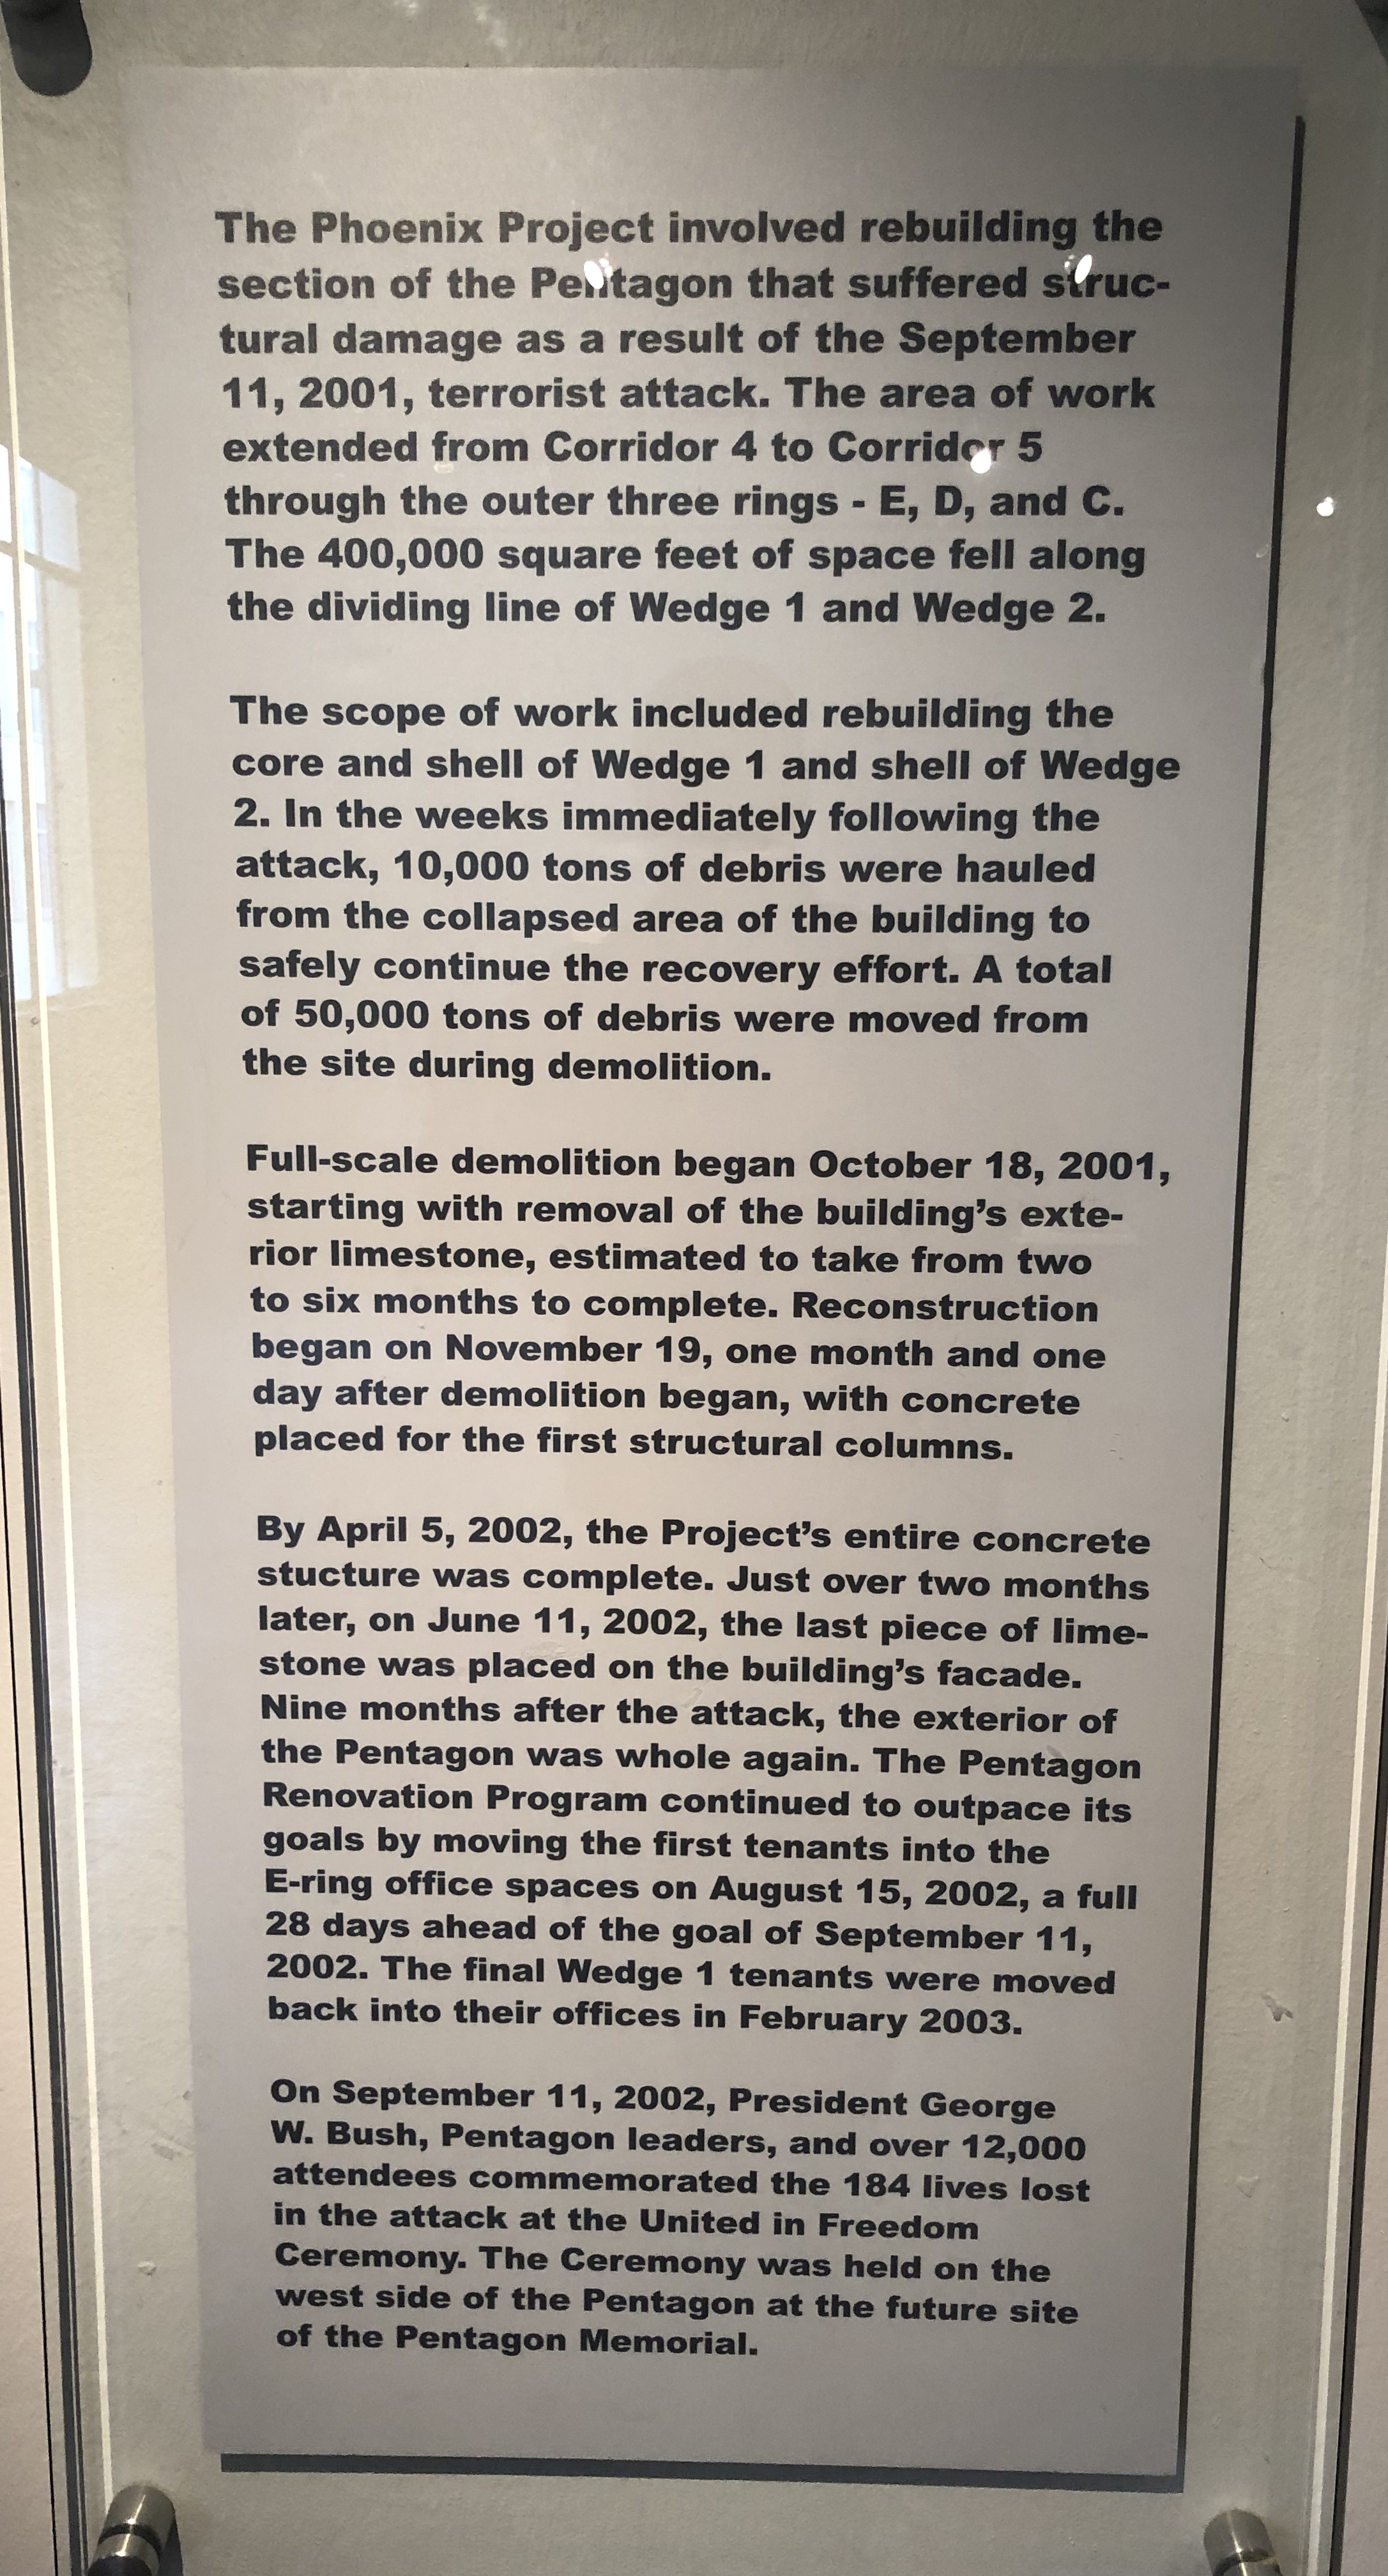 The Phoenix Project involved rebuilding the
section of the Pentagon that suffered struc-
tural damage as a result of the September
11, 2001, terrorist attack. The area of work
extended from Corridor 4 to Corridor 5
through the outer three rings - E, D, and C.
The 400,000 square feet of space fell along
the dividing line of Wedge 1 and Wedge 2.
The scope of work included rebuilding the
core and shell of Wedge 1 and shell of Wedge
2. In the weeks immediately following the
attack, 10,000 tons of debris were hauled
from the collapsed area of the building to
safely continue the recovery effort. A total
of 50,000 tons of debris were moved from
the site during demolition.
Full-scale demolition began October 18, 2001,
starting with removal of the building's exte-
rior limestone, estimated to take from two
to six months to complete. Reconstruction
began on November 19, one month and one
day after demolition began, with concrete
placed for the first structural columns.
By April 5, 2002, the Project's entire concrete
stucture was complete. Just over two months
later, on June 11, 2002, the last piece of lime-
stone was placed on the building's facade.
Nine months after the attack, the exterior of
the Pentagon was whole again. The Pentagon
Renovation Program continued to outpace its
goals by moving the first tenants into the
E-ring office spaces on August 15, 2002, a full
28 days ahead of the goal of September 11,
2002. The final Wedge 1 tenants were moved
back into their offices in February 2003.
On September 11, 2002, President George
W. Bush, Pentagon leaders, and over 12,000
attendees commemorated the 184 lives lost
in the attack at the United in Freedom
Ceremony. The Ceremony was held on the
west side of the Pentagon at the future site
of the Pentagon Memorial.